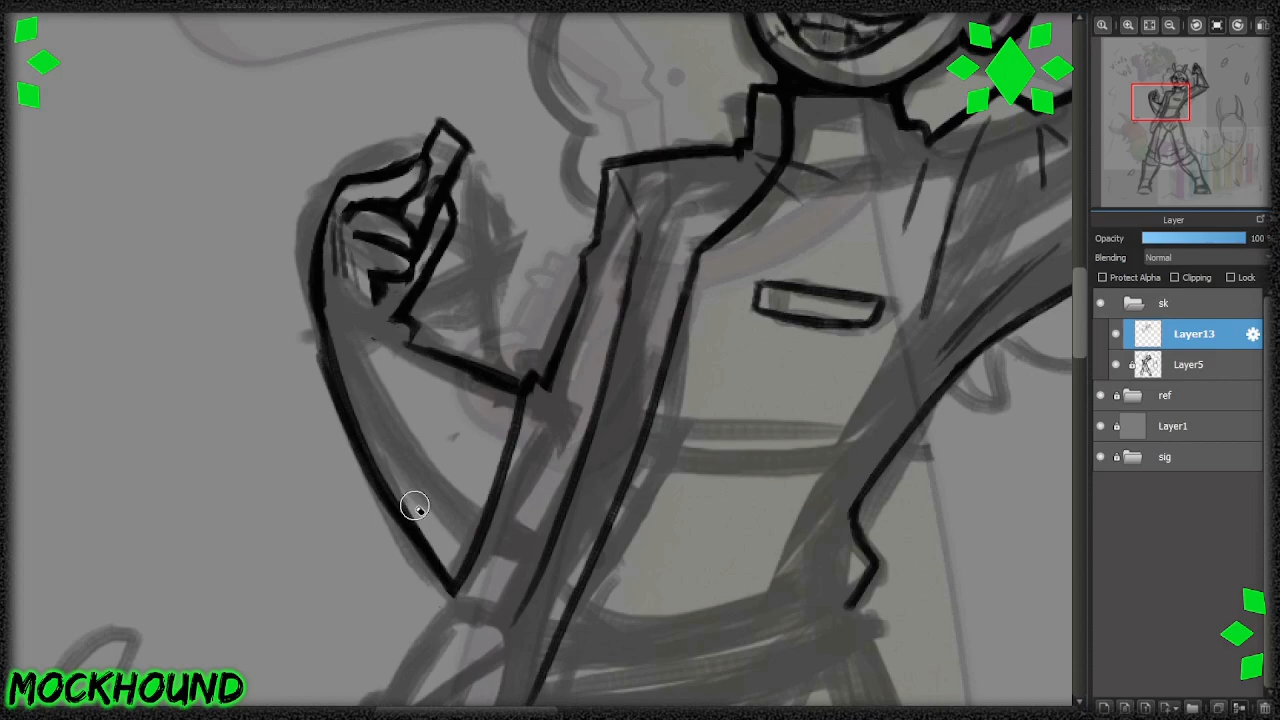 Layer
Opacity 100
Blending Normal
Protect Alpha Clipping Lock
sk
Layer13
Layer5
ref
Layer1
sig
MOCKHOUND